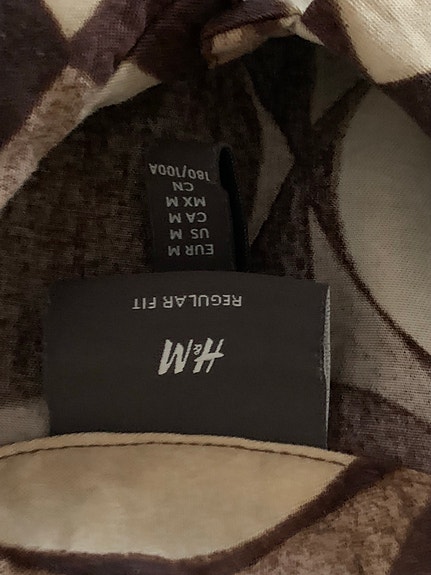 H&M
REGULAR FIT
EUR M
US M
CA M
MX M
CN
180/100A